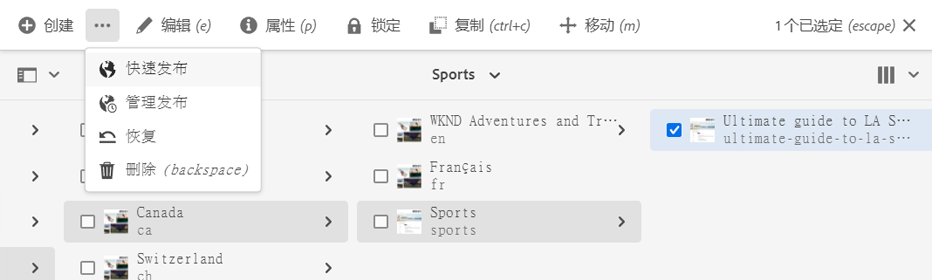 创建
编辑 (e)
属性 (p)
锁定
复制 (ctrl+c)
移动 (m)
1 个已选定 (escape)
快速发布
管理发布
恢复
删除 (backspace)
Sports
Canada
ca
Switzerland
ch
WKND Adventures and Tr…
en
Français
fr
Sports
sports
Ultimate guide to LA S…
ultimate-guide-to-la-s…